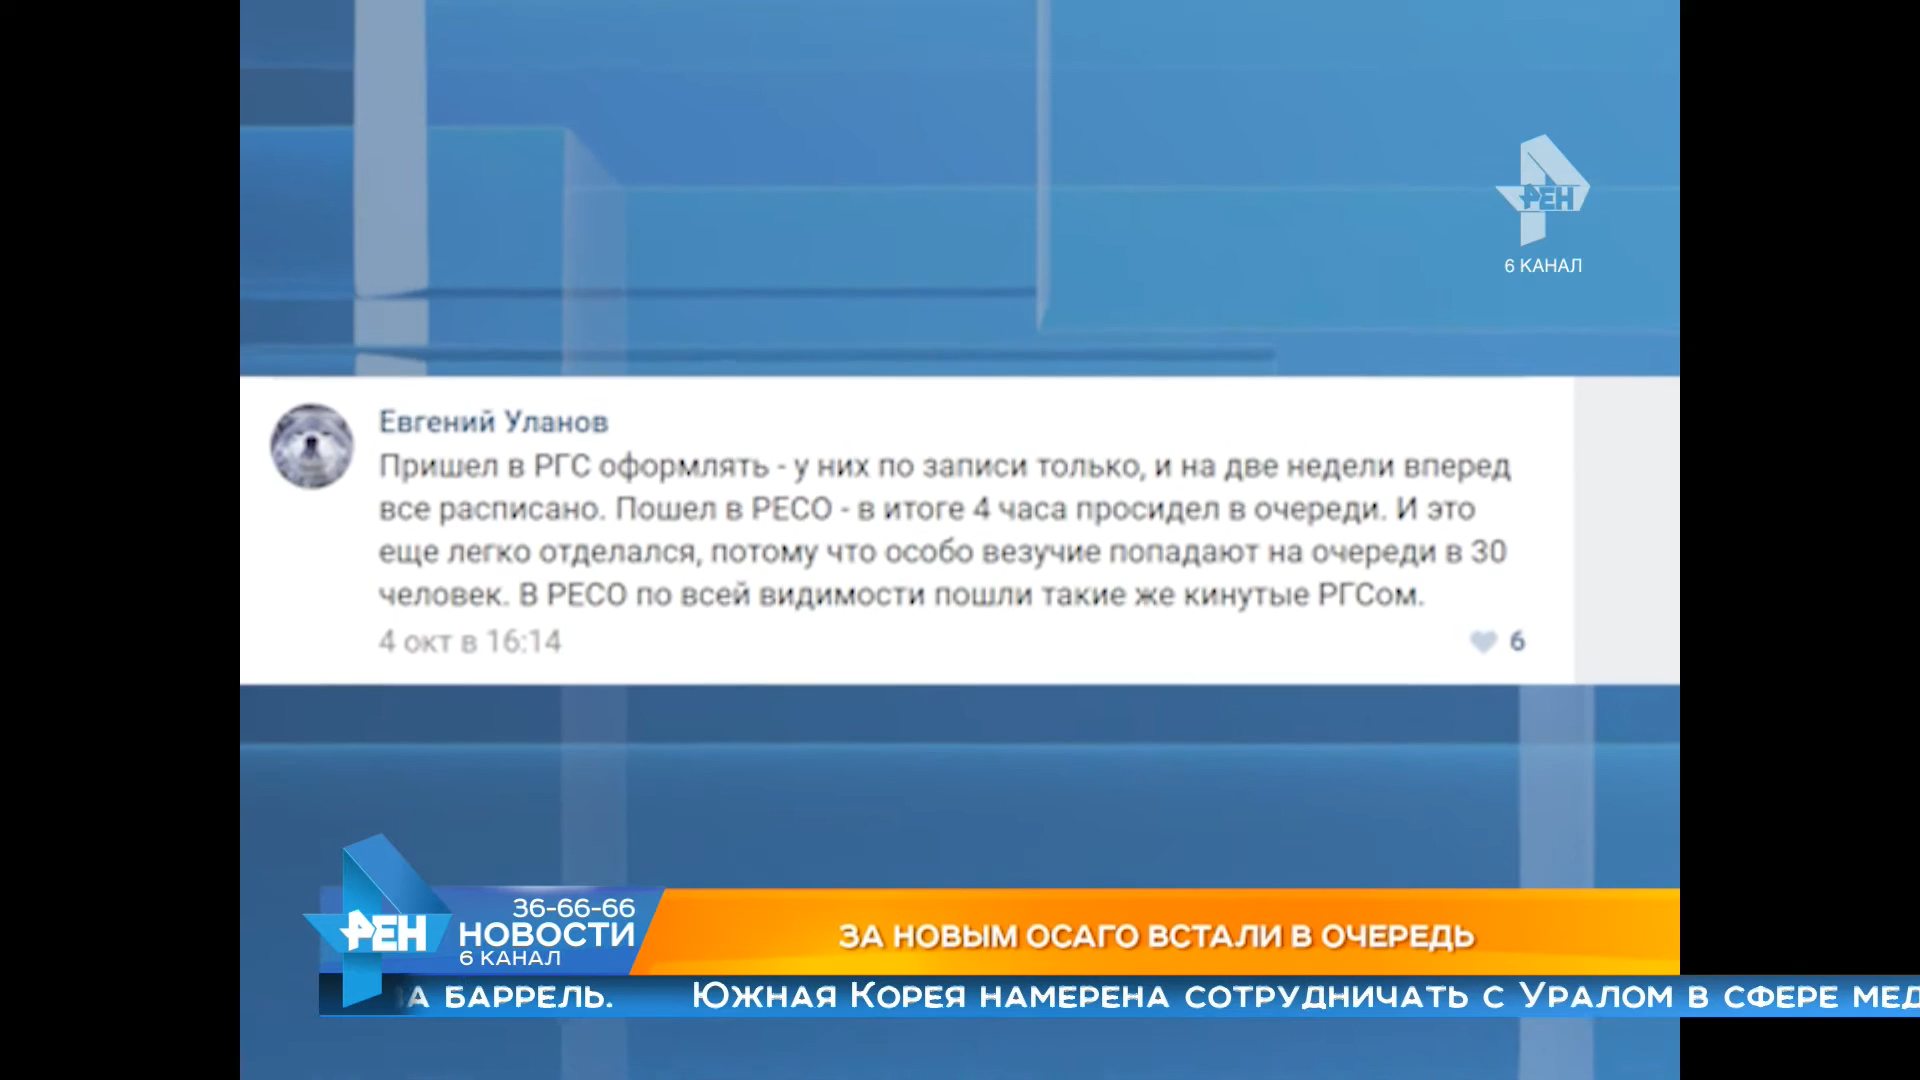 РЕН
6 КАНАЛ
Евгений Уланов
Пришел в РГС оформлять - у них по записи только, и на две недели вперед
все расписано. Пошел в РЕСО - в итоге 4 часа просидел в очереди. И это
еще легко отделался, потому что особо везучие попадают на очереди в 30
человек. В РЕСО по всей видимости пошли такие же кинутые РГСом.
4 окт в 16:14
6
36-66-66
РЕН НОВОСТИ
6 КАНАЛ
ЗА НОВЫМ ОСАГО ВСТАЛИ В ОЧЕРЕДЬ
ЗА БАРРЕЛЬ. ЮЖНАЯ КОРЕЯ НАМЕРЕНА СОТРУДНИЧАТЬ С УРАЛОМ В СФЕРЕ МЕД